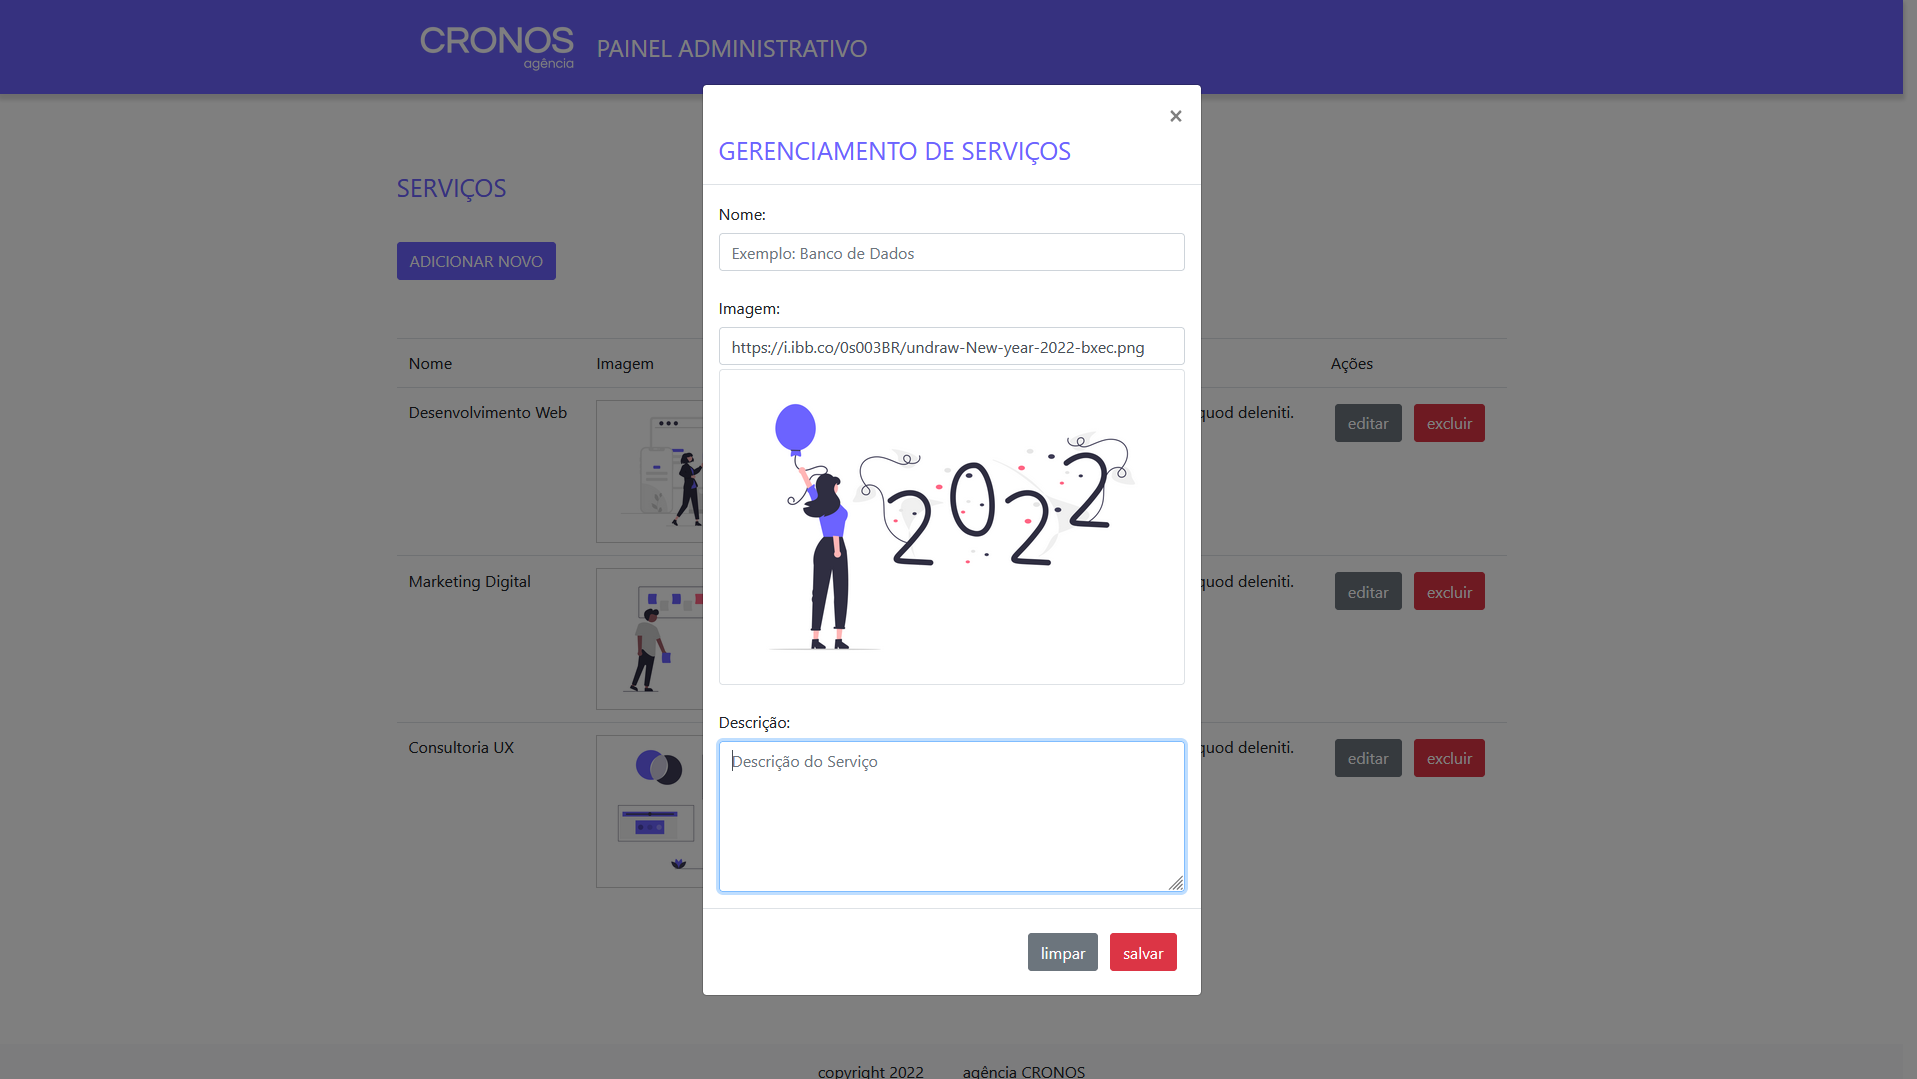 CRONOS
agência
PAINEL ADMINISTRATIVO
SERVIÇOS
ADICIONAR NOVO
Nome Imagem Ações
Desenvolvimento Web quod deleniti. editar excluir
Marketing Digital quod deleniti. editar excluir
Consultoria UX quod deleniti. editar excluir
×
GERENCIAMENTO DE SERVIÇOS
Nome:
Exemplo: Banco de Dados
Imagem:
https://i.ibb.co/0s003BR/undraw-New-year-2022-bxec.png
2022
Descrição:
Descrição do Serviço
limpar salvar
copyright 2022 agência CRONOS